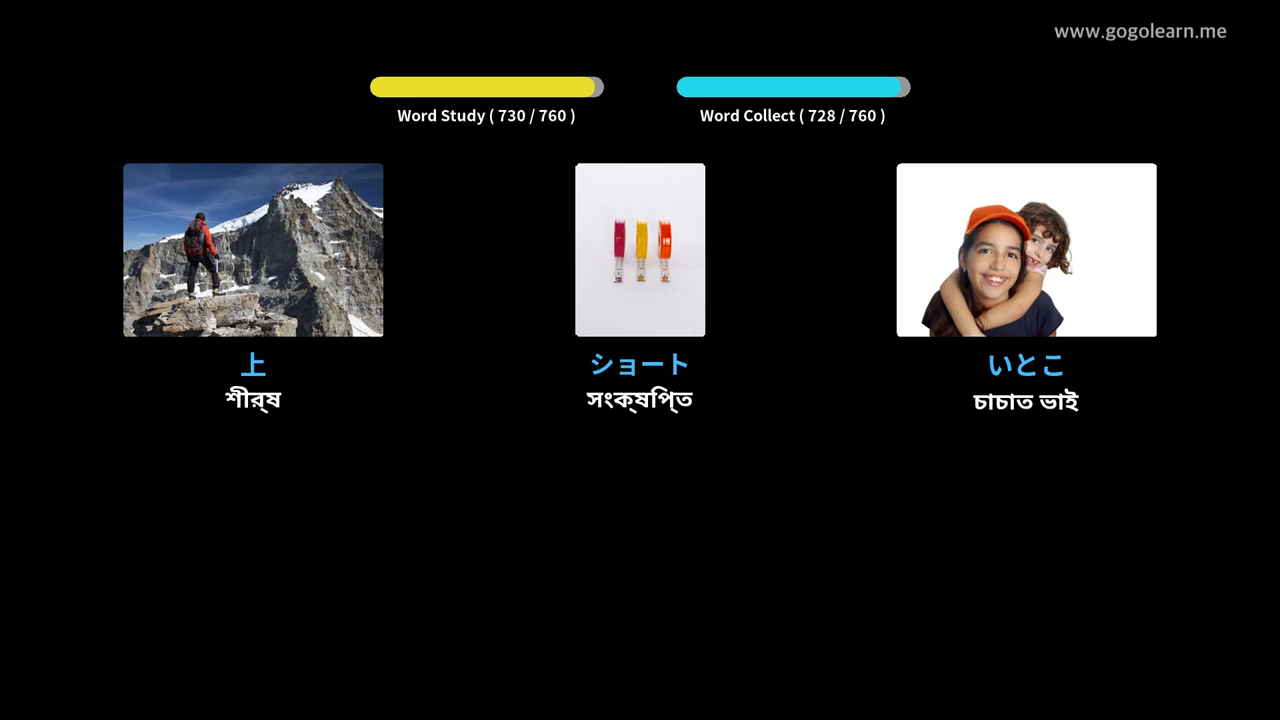 www.gogolearn.me
Word Study ( 730 / 760 )
Word Collect ( 728 / 760 )
上
শীর্ষ
ショート
সংক্ষিপ্ত
いとこ
চাচাত ভাই